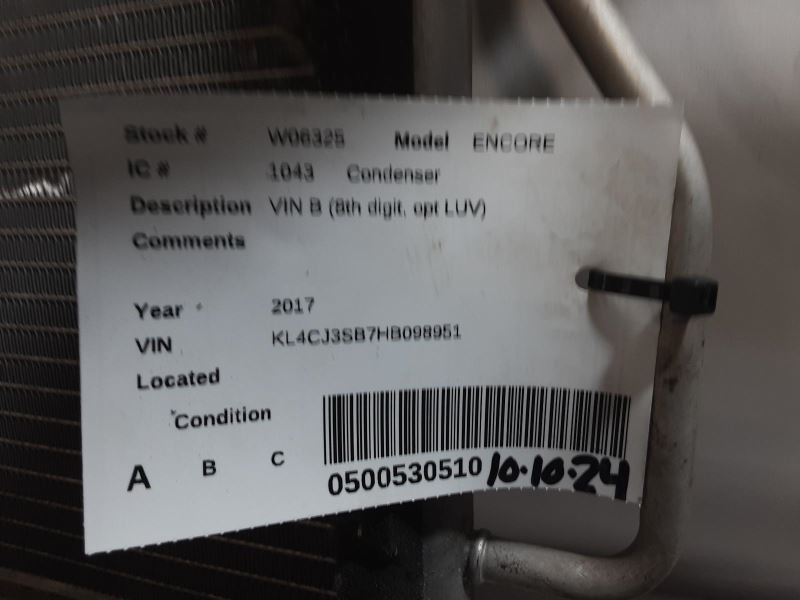 Stock # W06325 Model ENCORE
IC # 1043 Condenser
Description VIN B (8th digit, opt LUV)
Comments
Year 2017
VIN KL4CJ3SB7HB098951
Located
Condition
A B C
0500530510 10-10-24